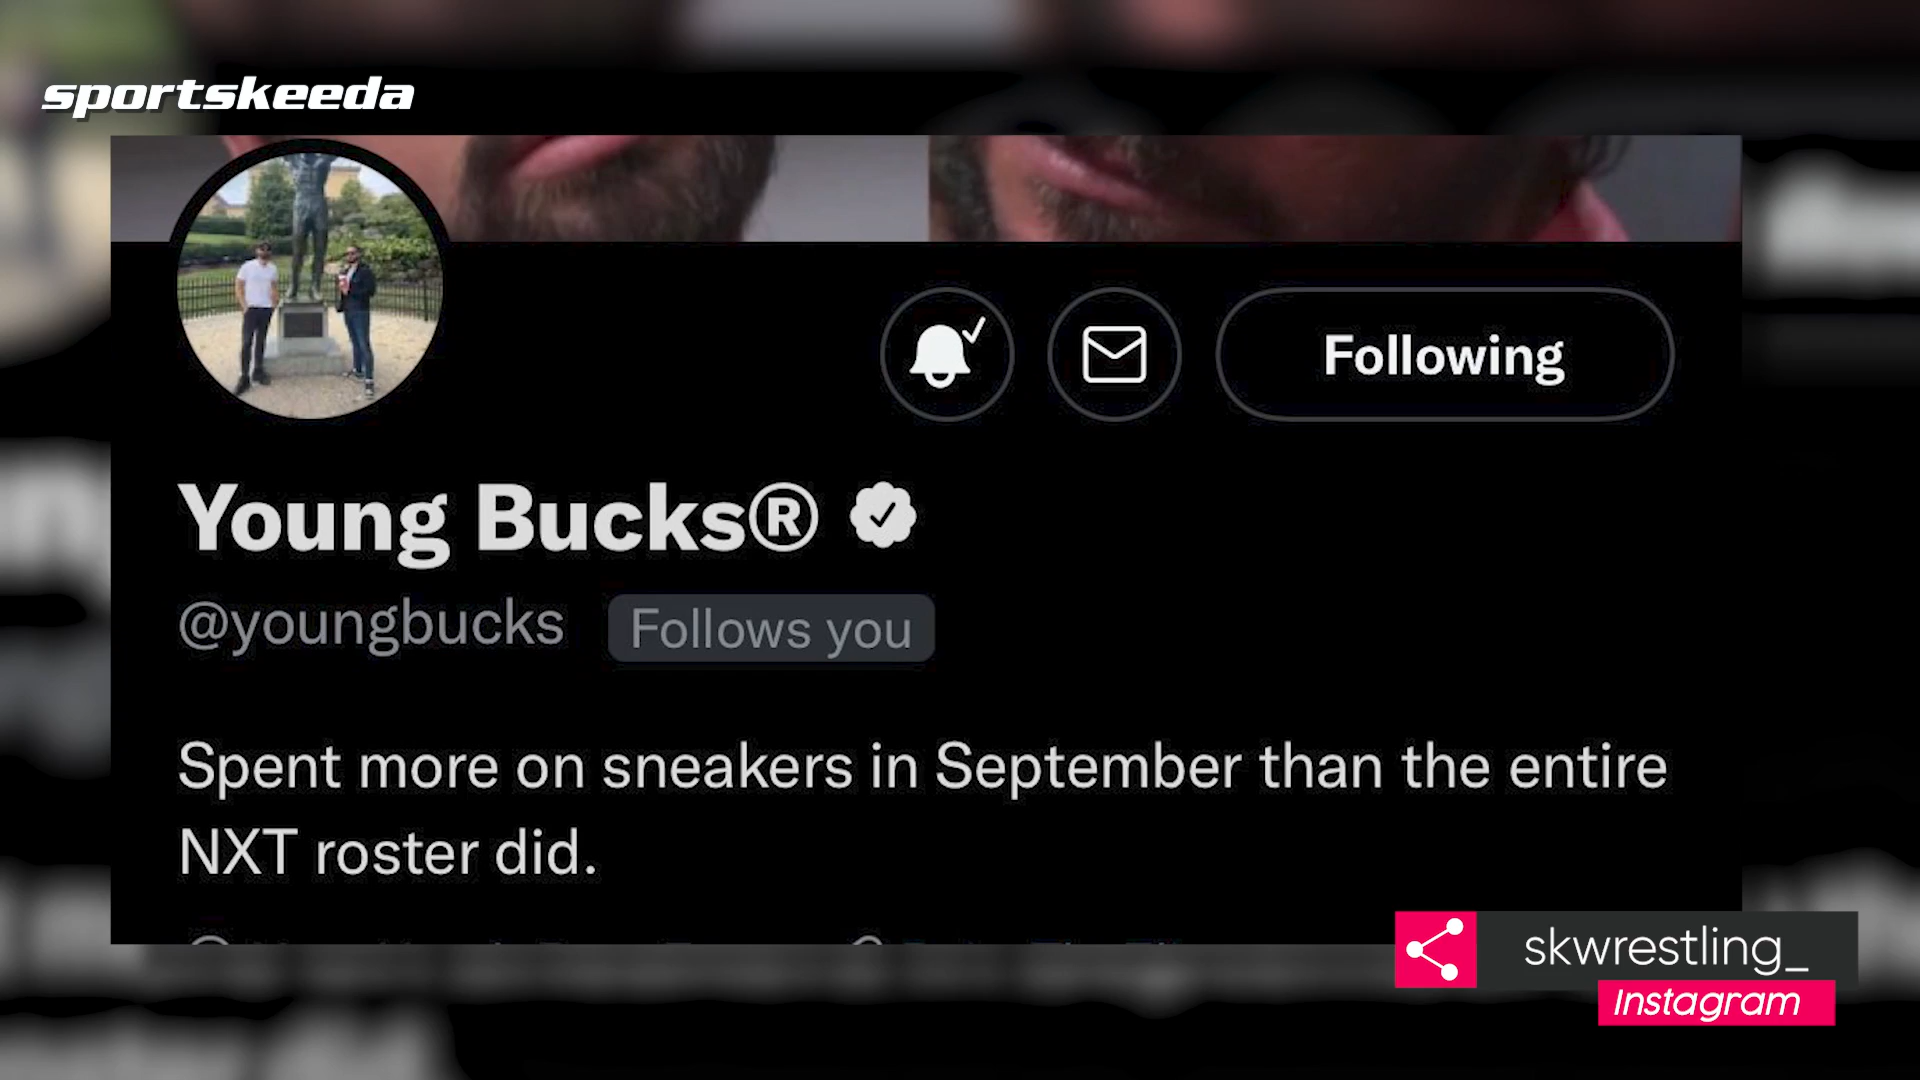 sportskeeda
Following
Young Bucks®
@youngbucks Follows you
Spent more on sneakers in September than the entire
NXT roster did.
skwrestling_
Instagram